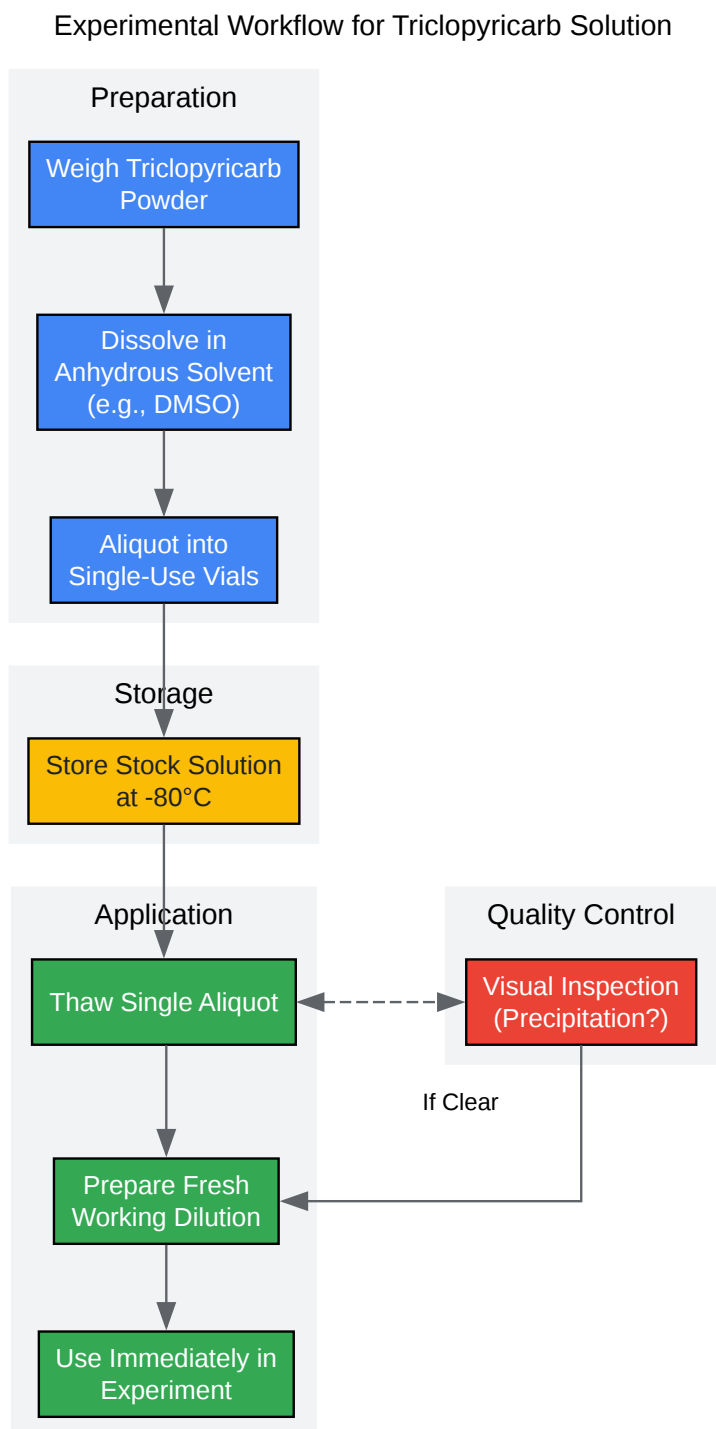 Experimental Workflow for Triclopyricarb Solution
Preparation
Weigh Triclopyricarb
Powder
Dissolve in
Anhydrous Solvent
(e.g., DMSO)
Aliquot into
Single-Use Vials
Storage
Store Stock Solution
at -80°C
Application
Quality Control
Thaw Single Aliquot
Visual Inspection
(Precipitation?)
If Clear
Prepare Fresh
Working Dilution
Use Immediately in
Experiment